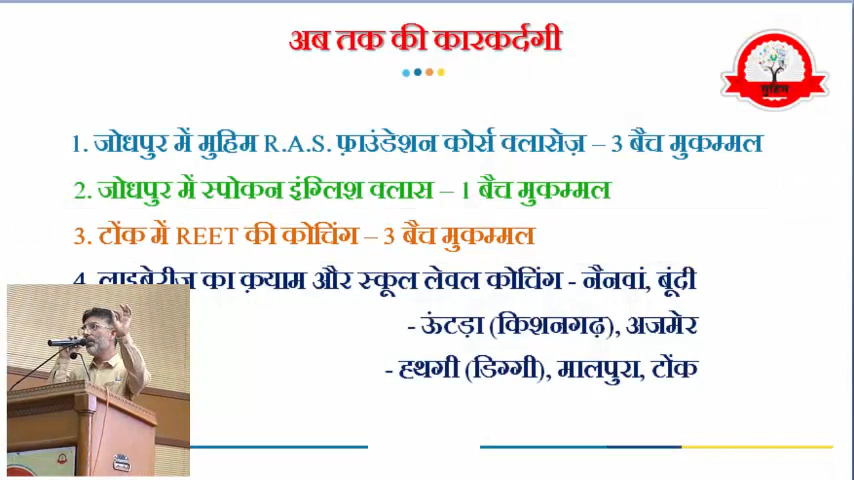 अब तक की कारकर्दगी
मुहिम
1. जोधपुर में मुहिम R.A.S. फ़ाउंडेशन कोर्स क्लासेज़ – 3 बैच मुकम्मल
2. जोधपुर में स्पोकन इंग्लिश क्लास – 1 बैच मुकम्मल
3. टोंक में REET की कोचिंग – 3 बैच मुकम्मल
4. लाइब्रेरीज़ का क़याम और स्कूल लेवल कोचिंग - नैनवां, बूंदी
- ऊंटड़ा (किशनगढ़), अजमेर
- हथगी (डिग्गी), मालपुरा, टोंक